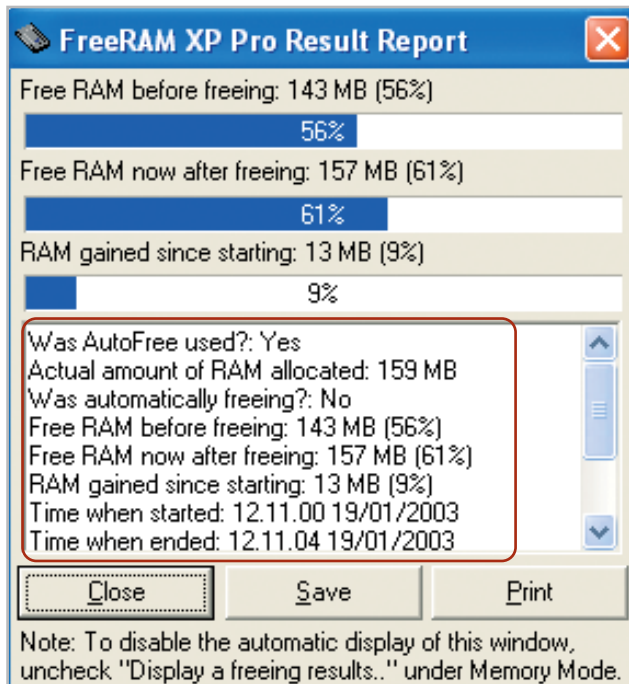 FreeRAM XP Pro Result Report
Free RAM before freeing: 143 MB (56%)
56%
Free RAM now after freeing: 157 MB (61%)
61%
RAM gained since starting: 13 MB (9%)
9%
Was AutoFree used?: Yes
Actual amount of RAM allocated: 159 MB
Was automatically freeing?: No
Free RAM before freeing: 143 MB (56%)
Free RAM now after freeing: 157 MB (61%)
RAM gained since starting: 13 MB (9%)
Time when started: 12.11.00 19/01/2003
Time when ended: 12.11.04 19/01/2003
Close Save Print
Note: To disable the automatic display of this window,
uncheck "Display a freeing results.." under Memory Mode.